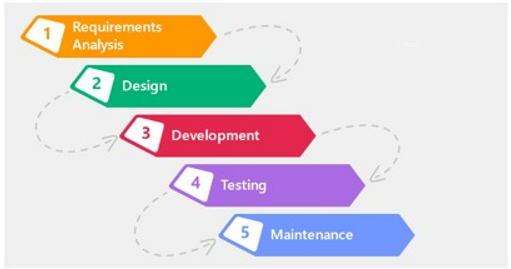 1
Requirements
Analysis
2
Design
3
Development
4
Testing
5
Maintenance